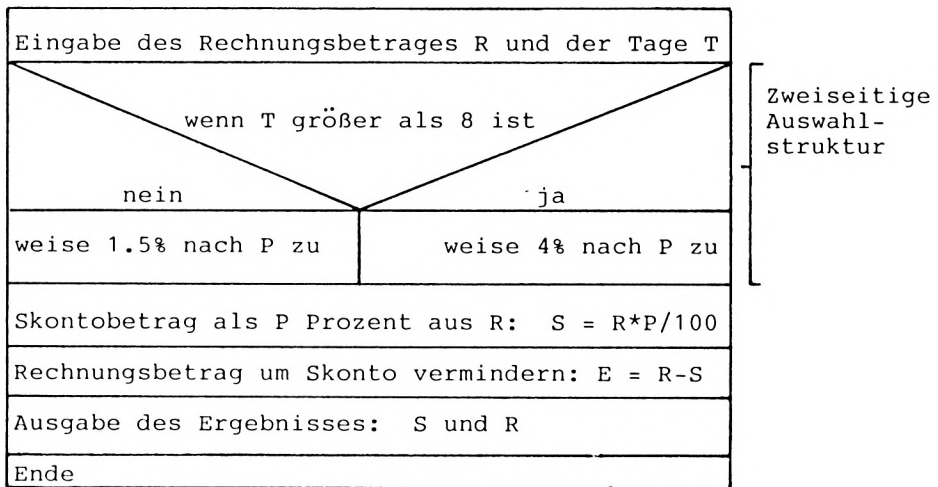 Eingabe des Rechnungsbetrages R und der Tage T
wenn T größer als 8 ist
nein
ja
weise 1.5% nach P zu
weise 4% nach P zu
Skontobetrag als P Prozent aus R: S = R*P/100
Rechnungsbetrag um Skonto vermindern: E = R-S
Ausgabe des Ergebnisses: S und R
Ende
Zweiseitige
Auswahl-
struktur